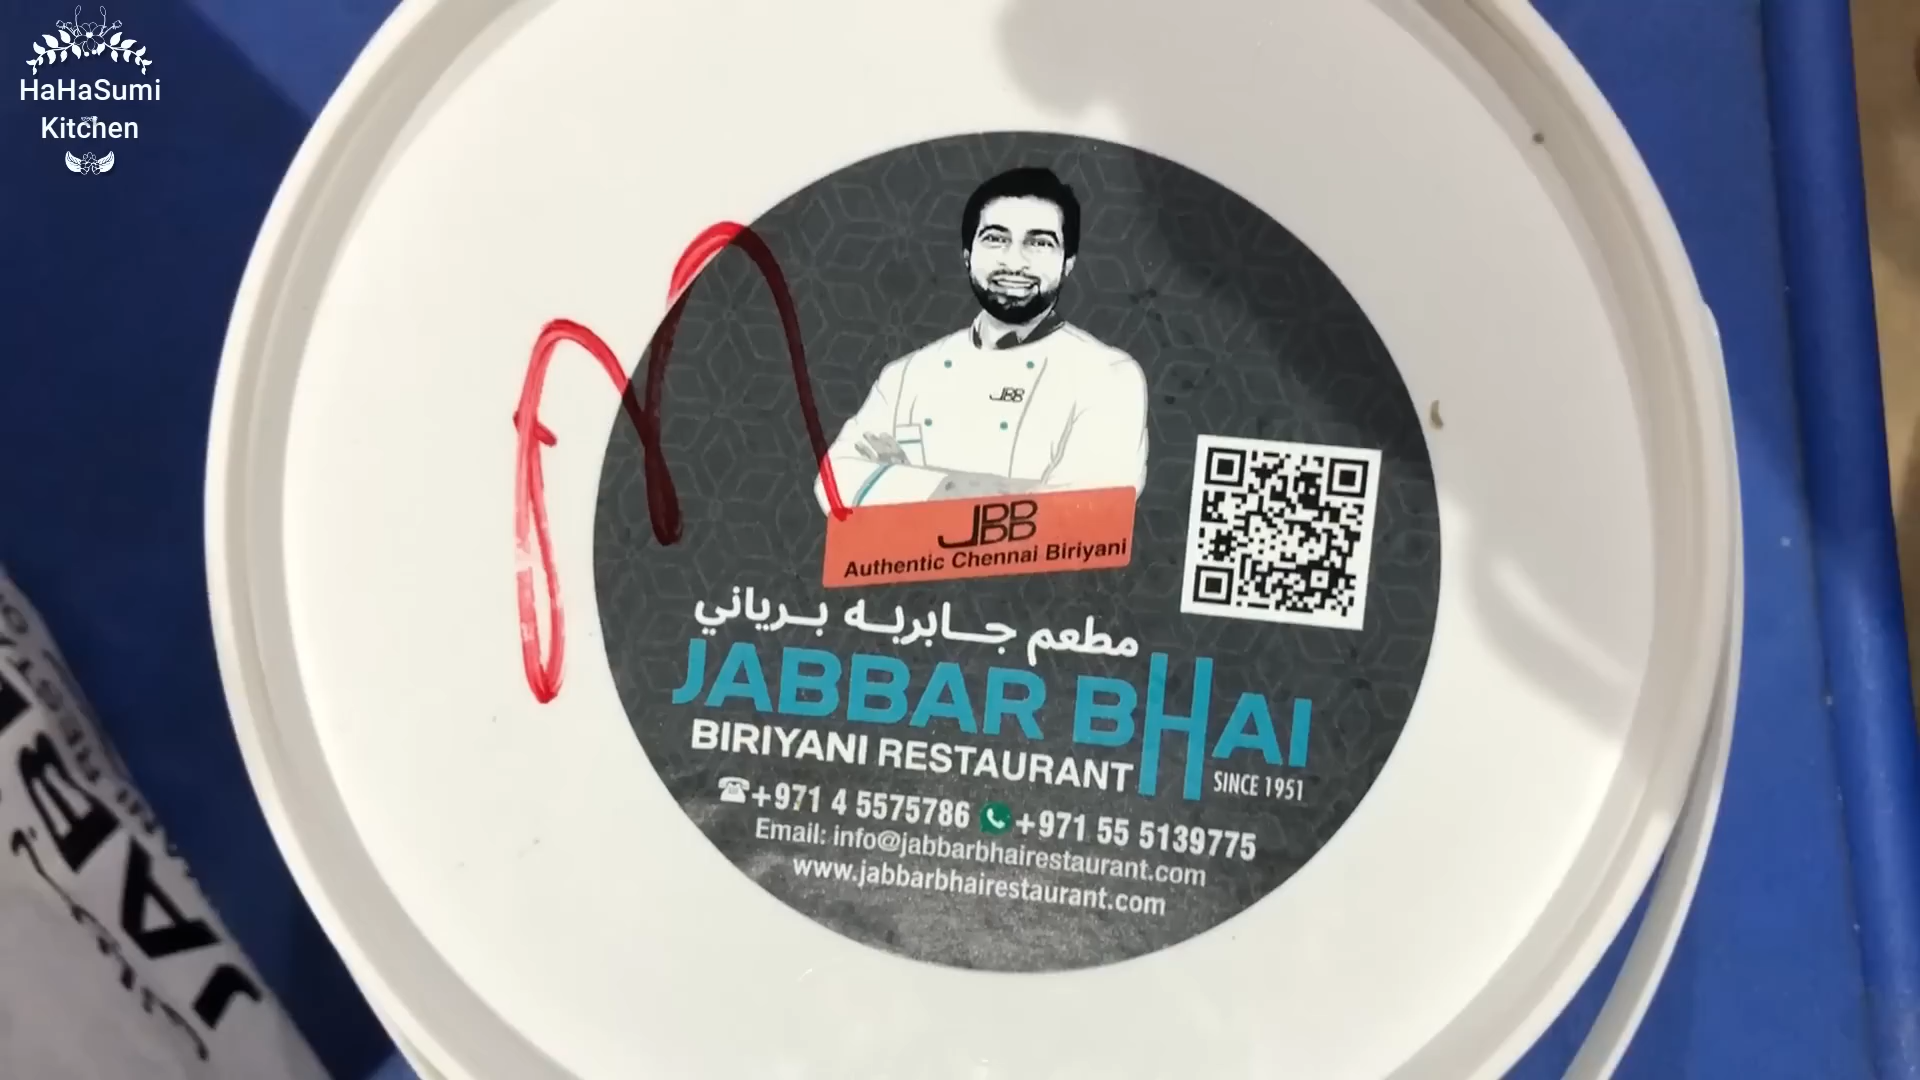 HaHaSumi
Kitchen
JBB
JBB
Authentic Chennai Biriyani
مطعم جابربه برياني
JABBAR BHAI
BIRIYANI RESTAURANT
SINCE 1951
+971 4 5575786 +971 55 5139775
Email: info@jabbarbhairestaurant.com
www.jabbarbhairestaurant.com
M